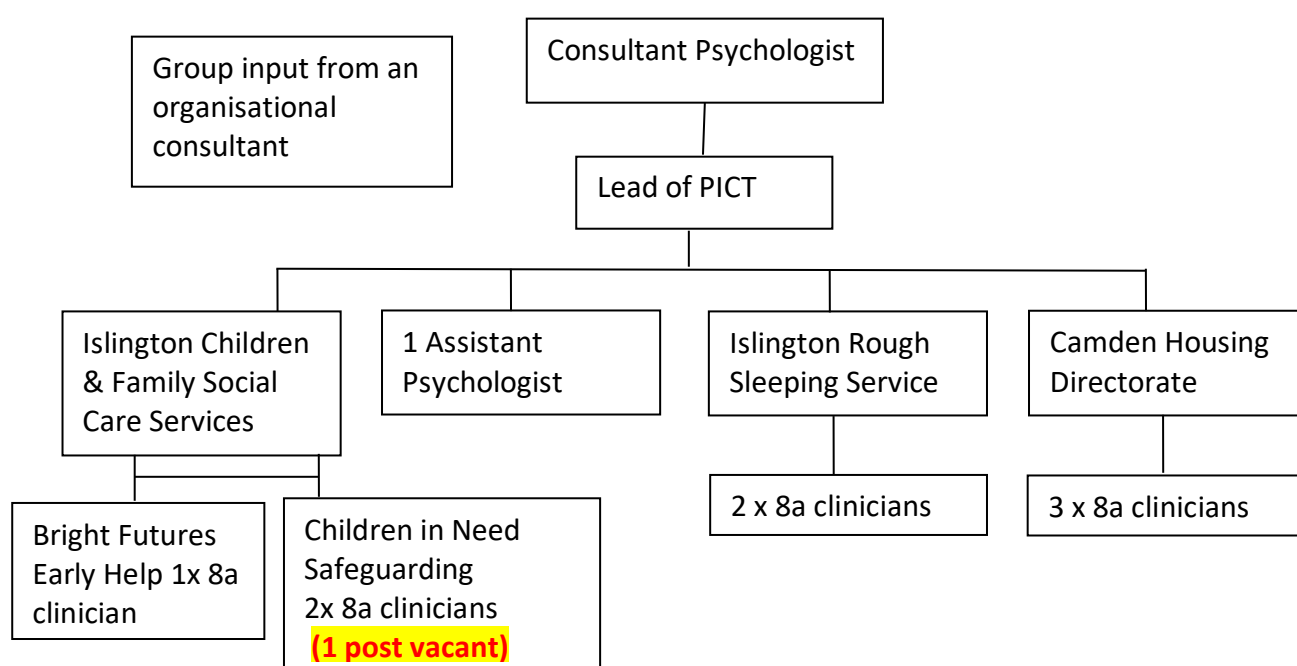 Group input from an
organisational
consultant
Consultant Psychologist
Lead of PICT
Islington Children
& Family Social
Care Services
1 Assistant
Psychologist
Islington Rough
Sleeping Service
Camden Housing
Directorate
Bright Futures
Early Help 1x 8a
clinician
Children in Need
Safeguarding
2x 8a clinicians
(1 post vacant)
2 x 8a clinicians
3 x 8a clinicians